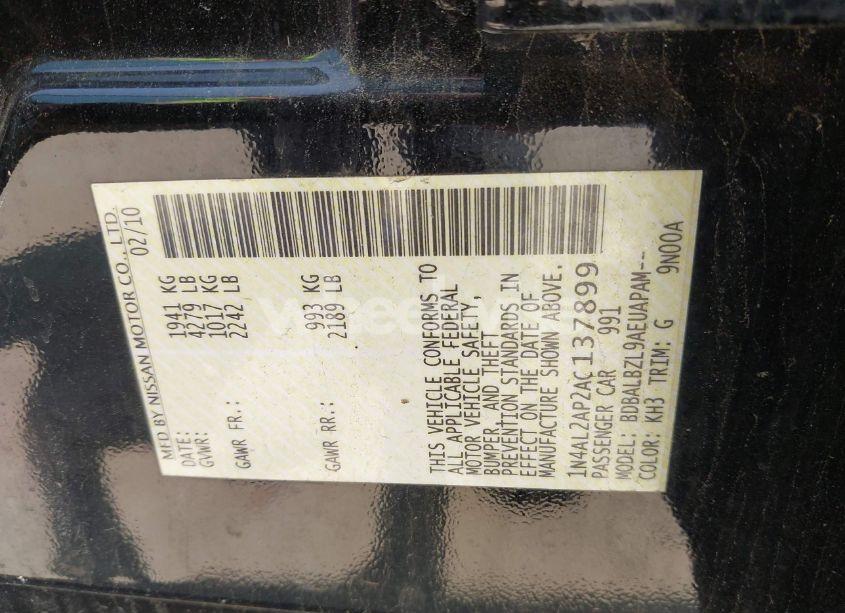 MFD BY NISSAN MOTOR CO., LTD.
DATE: 02/10
GVWR: 1941 KG
4279 LB
GAWR FR.: 1017 KG
2242 LB
GAWR RR.: 993 KG
2189 LB
THIS VEHICLE CONFORMS TO
ALL APPLICABLE FEDERAL
MOTOR VEHICLE SAFETY,
BUMPER, AND THEFT
PREVENTION STANDARDS IN
EFFECT ON THE DATE OF
MANUFACTURE SHOWN ABOVE.
1N4AL2AP2AC137899
PASSENGER CAR 991
MODEL: BDBALBZL9AEUAPAM--
COLOR: KH3 TRIM: G 9N00A